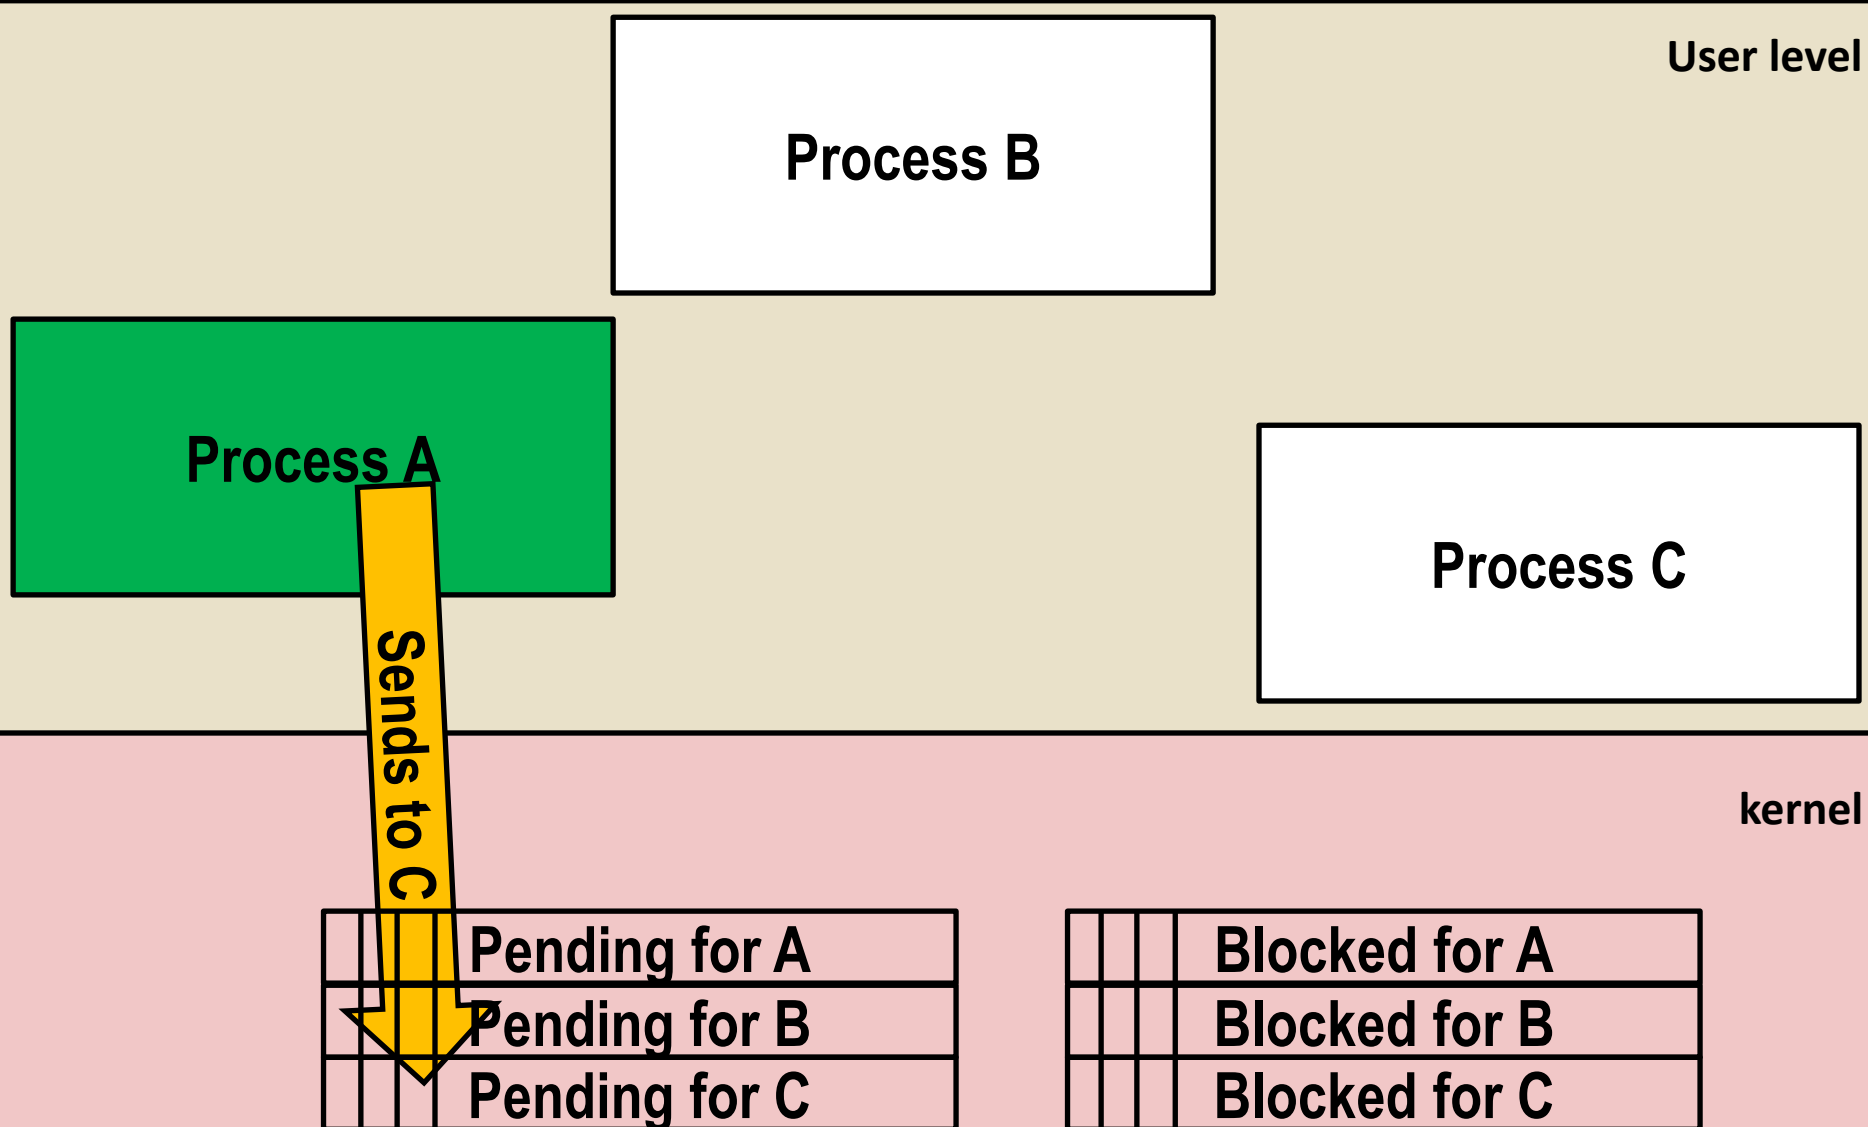 User level
Process B
Process A
Process C
Sends to C
kernel
Pending for A
Blocked for A
Pending for B
Blocked for B
Pending for C
Blocked for C